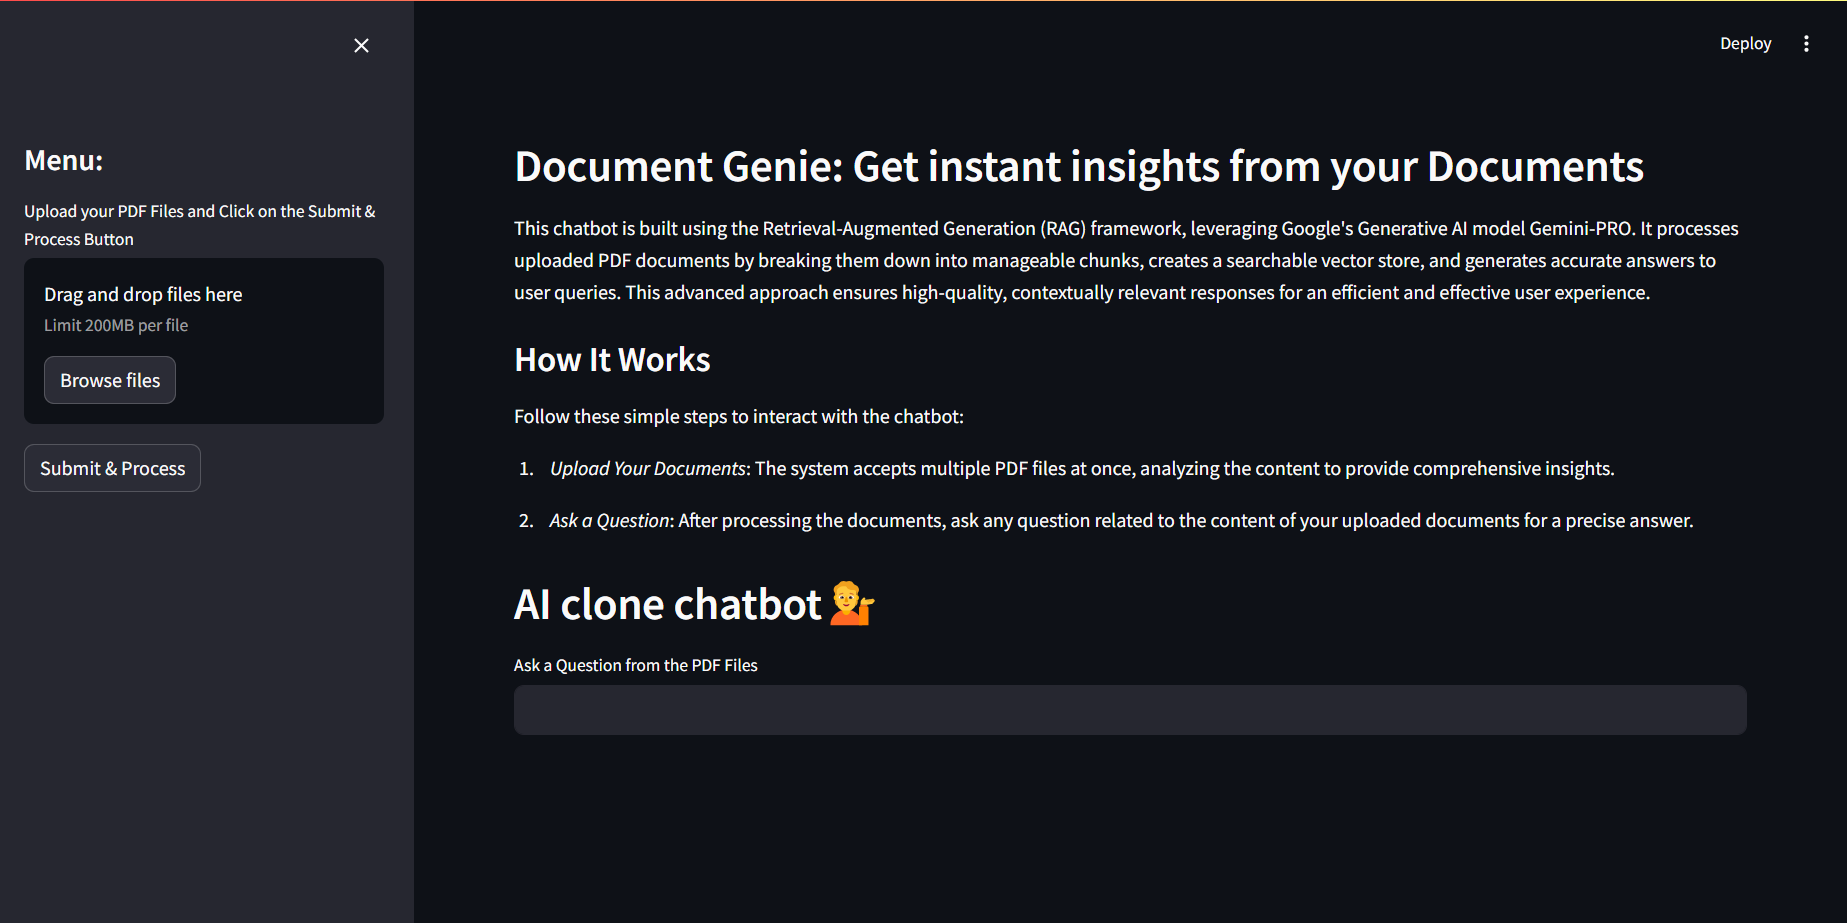 Deploy
Menu:
Upload your PDF Files and Click on the Submit &
Process Button
Drag and drop files here
Limit 200MB per file
Browse files
Submit & Process
Document Genie: Get instant insights from your Documents
This chatbot is built using the Retrieval-Augmented Generation (RAG) framework, leveraging Google's Generative AI model Gemini-PRO. It processes
uploaded PDF documents by breaking them down into manageable chunks, creates a searchable vector store, and generates accurate answers to
user queries. This advanced approach ensures high-quality, contextually relevant responses for an efficient and effective user experience.
How It Works
Follow these simple steps to interact with the chatbot:
1. Upload Your Documents: The system accepts multiple PDF files at once, analyzing the content to provide comprehensive insights.
2. Ask a Question: After processing the documents, ask any question related to the content of your uploaded documents for a precise answer.
AI clone chatbot 💁
Ask a Question from the PDF Files